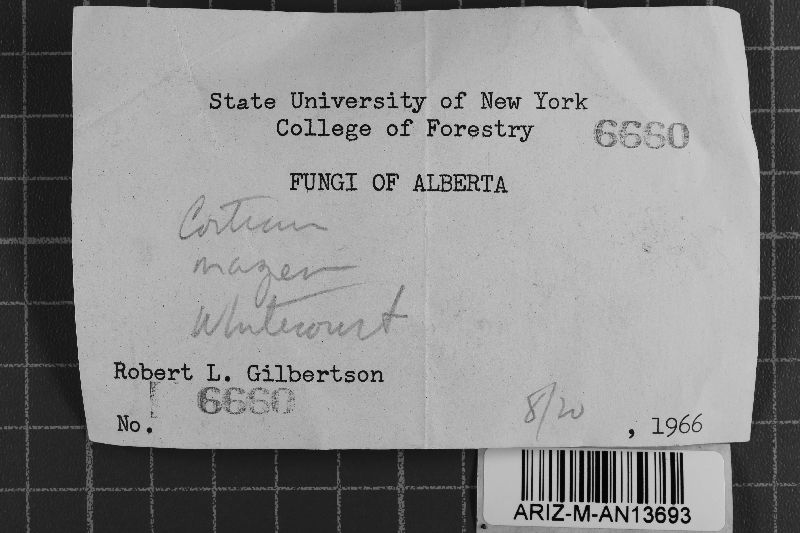 State University of New York
College of Forestry 6660
FUNGI OF ALBERTA
Corticium
Whitecourt
Robert L. Gilbertson
6660
No.
8/20 , 1966
ARIZ-M-AN13693